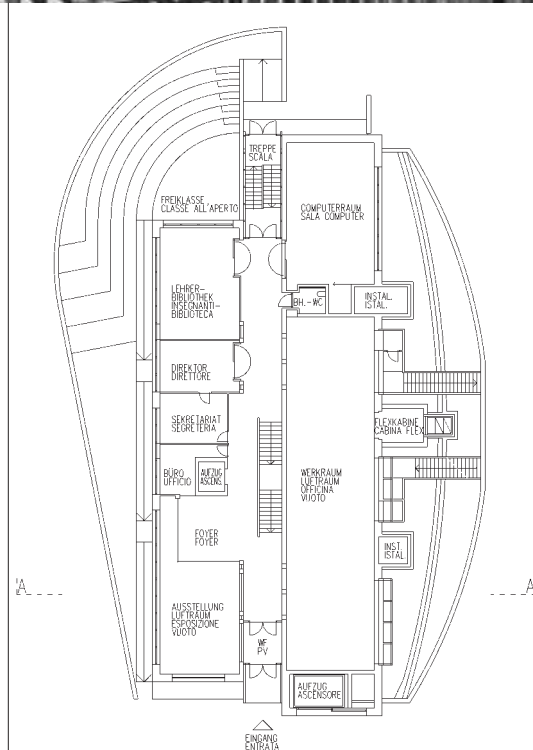 TREPPE
SCALA
FREIKLASSE
CLASSE ALL'APERTO
COMPUTERRAUM
SALA COMPUTER
LEHRER-
BIBLIOTHEK
INSEGNANTI-
BIBLIOTECA
BH.-WC
INSTAL.
ISTAL.
DIREKTOR
DIRETTORE
SEKRETARIAT
SEGRETERIA
FLEXKABINE
CABINA FLEX
BÜRO
UFFICIO
AUFZUG
ASCENS.
WERKRAUM
LUFTRAUM
OFFICINA
VUOTO
FOYER
FOYER
INST.
ISTAL
A
A
AUSSTELLUNG
LUFTRAUM
ESPOSIZIONE
VUOTO
WF
PV
AUFZUG
ASCENSORE
EINGANG
ENTRATA